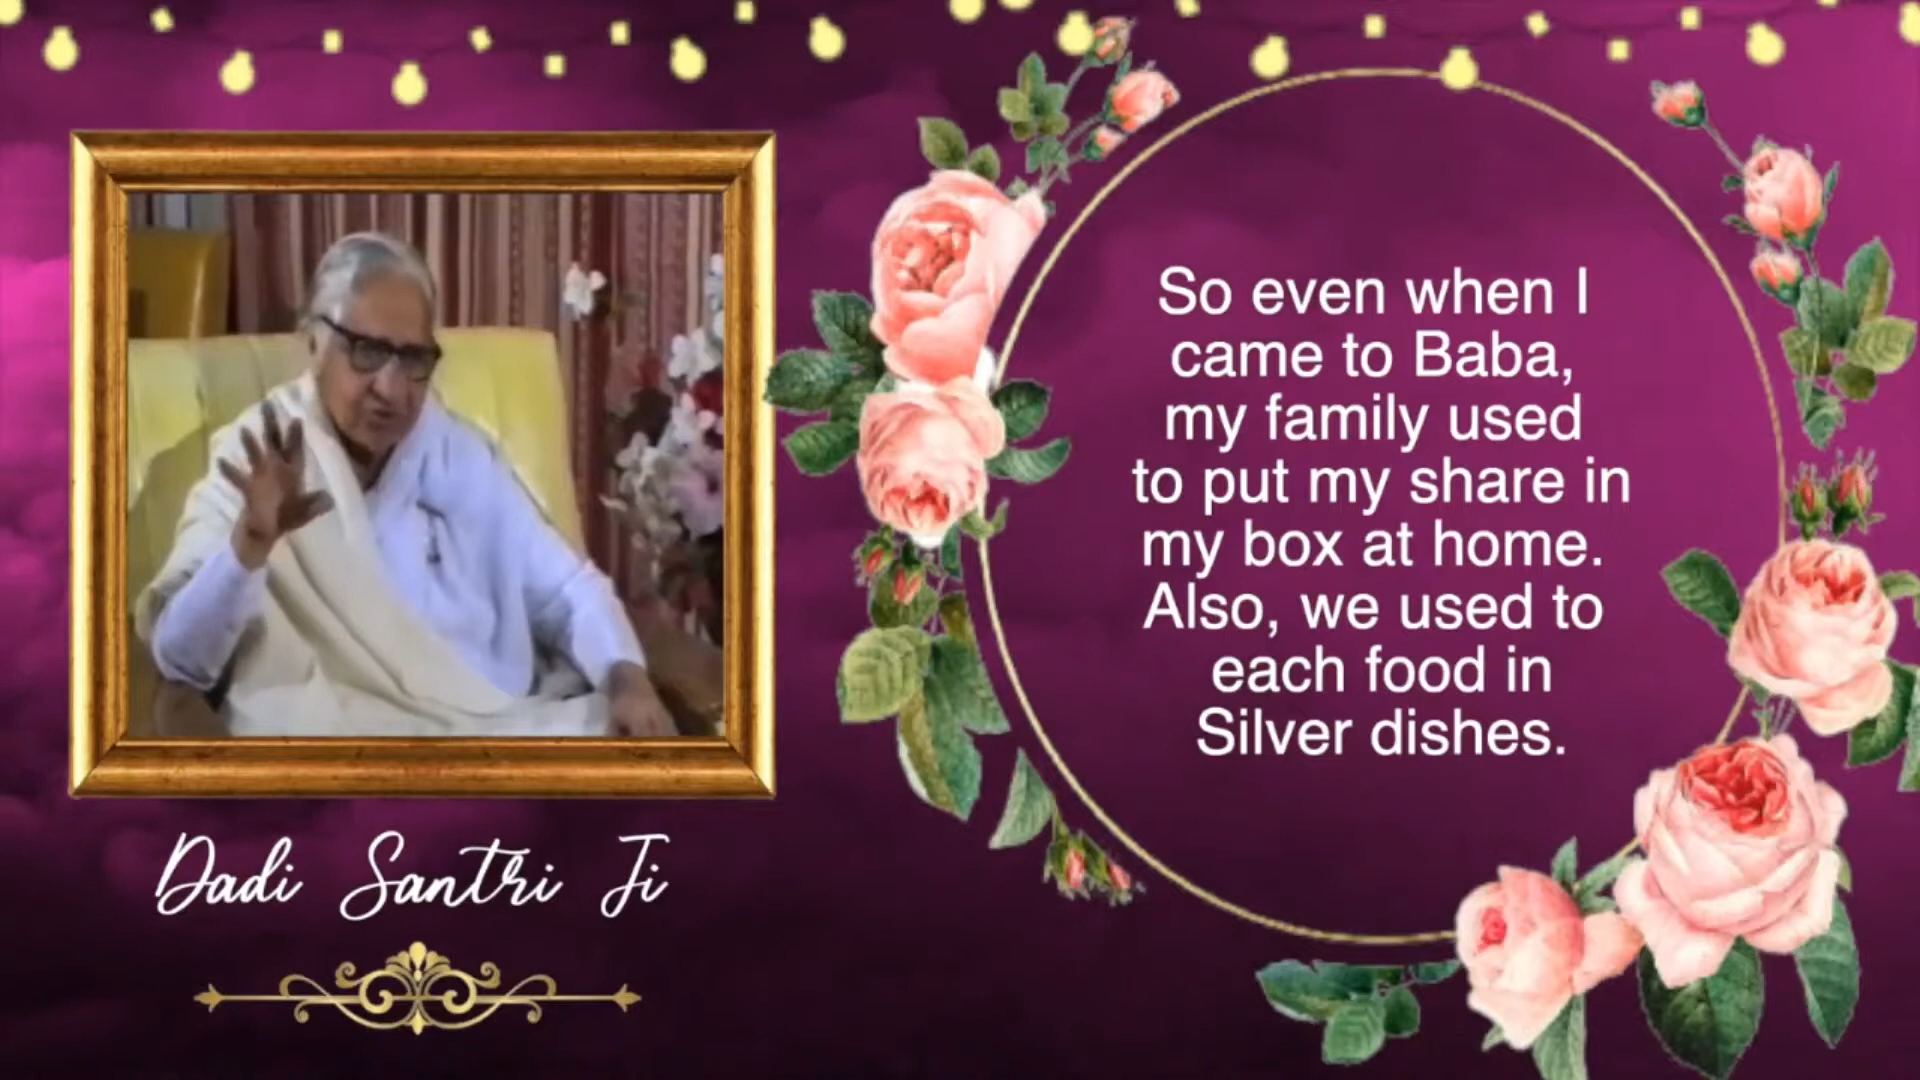 So even when I
came to Baba,
my family used
to put my share in
my box at home.
Also, we used to
each food in
Silver dishes.
Dadi Santri Ji